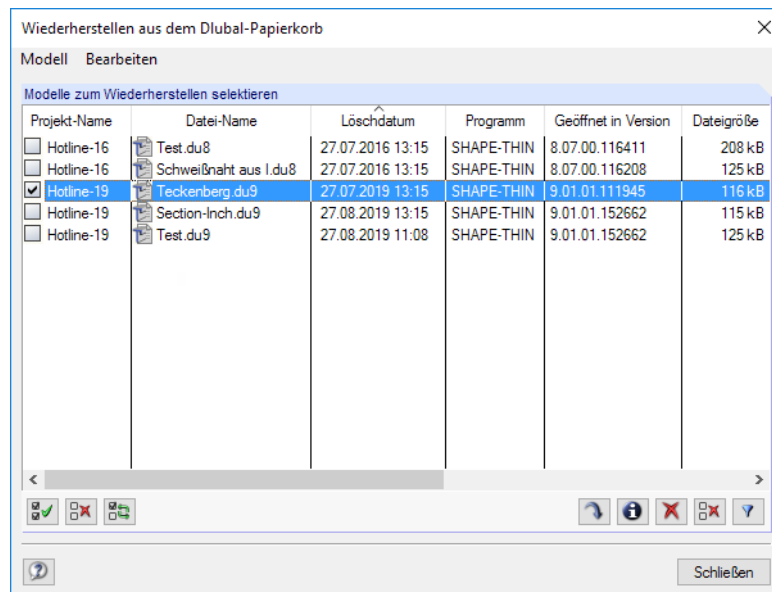 Wiederherstellen aus dem Dlubal-Papierkorb
Modell Bearbeiten
Modelle zum Wiederherstellen selektieren
Projekt-Name Datei-Name Löschdatum Programm Geöffnet in Version Dateigröße
Hotline-16 Test.du8 27.07.2016 13:15 SHAPE-THIN 8.07.00.116411 208 kB
Hotline-16 Schweißnaht aus I.du8 27.07.2016 13:15 SHAPE-THIN 8.07.00.116208 125 kB
Hotline-19 Teckenberg.du9 27.07.2019 13:15 SHAPE-THIN 9.01.01.111945 116 kB
Hotline-19 Section-Inch.du9 27.08.2019 13:15 SHAPE-THIN 9.01.01.152662 115 kB
Hotline-19 Test.du9 27.08.2019 11:08 SHAPE-THIN 9.01.01.152662 125 kB
Schließen